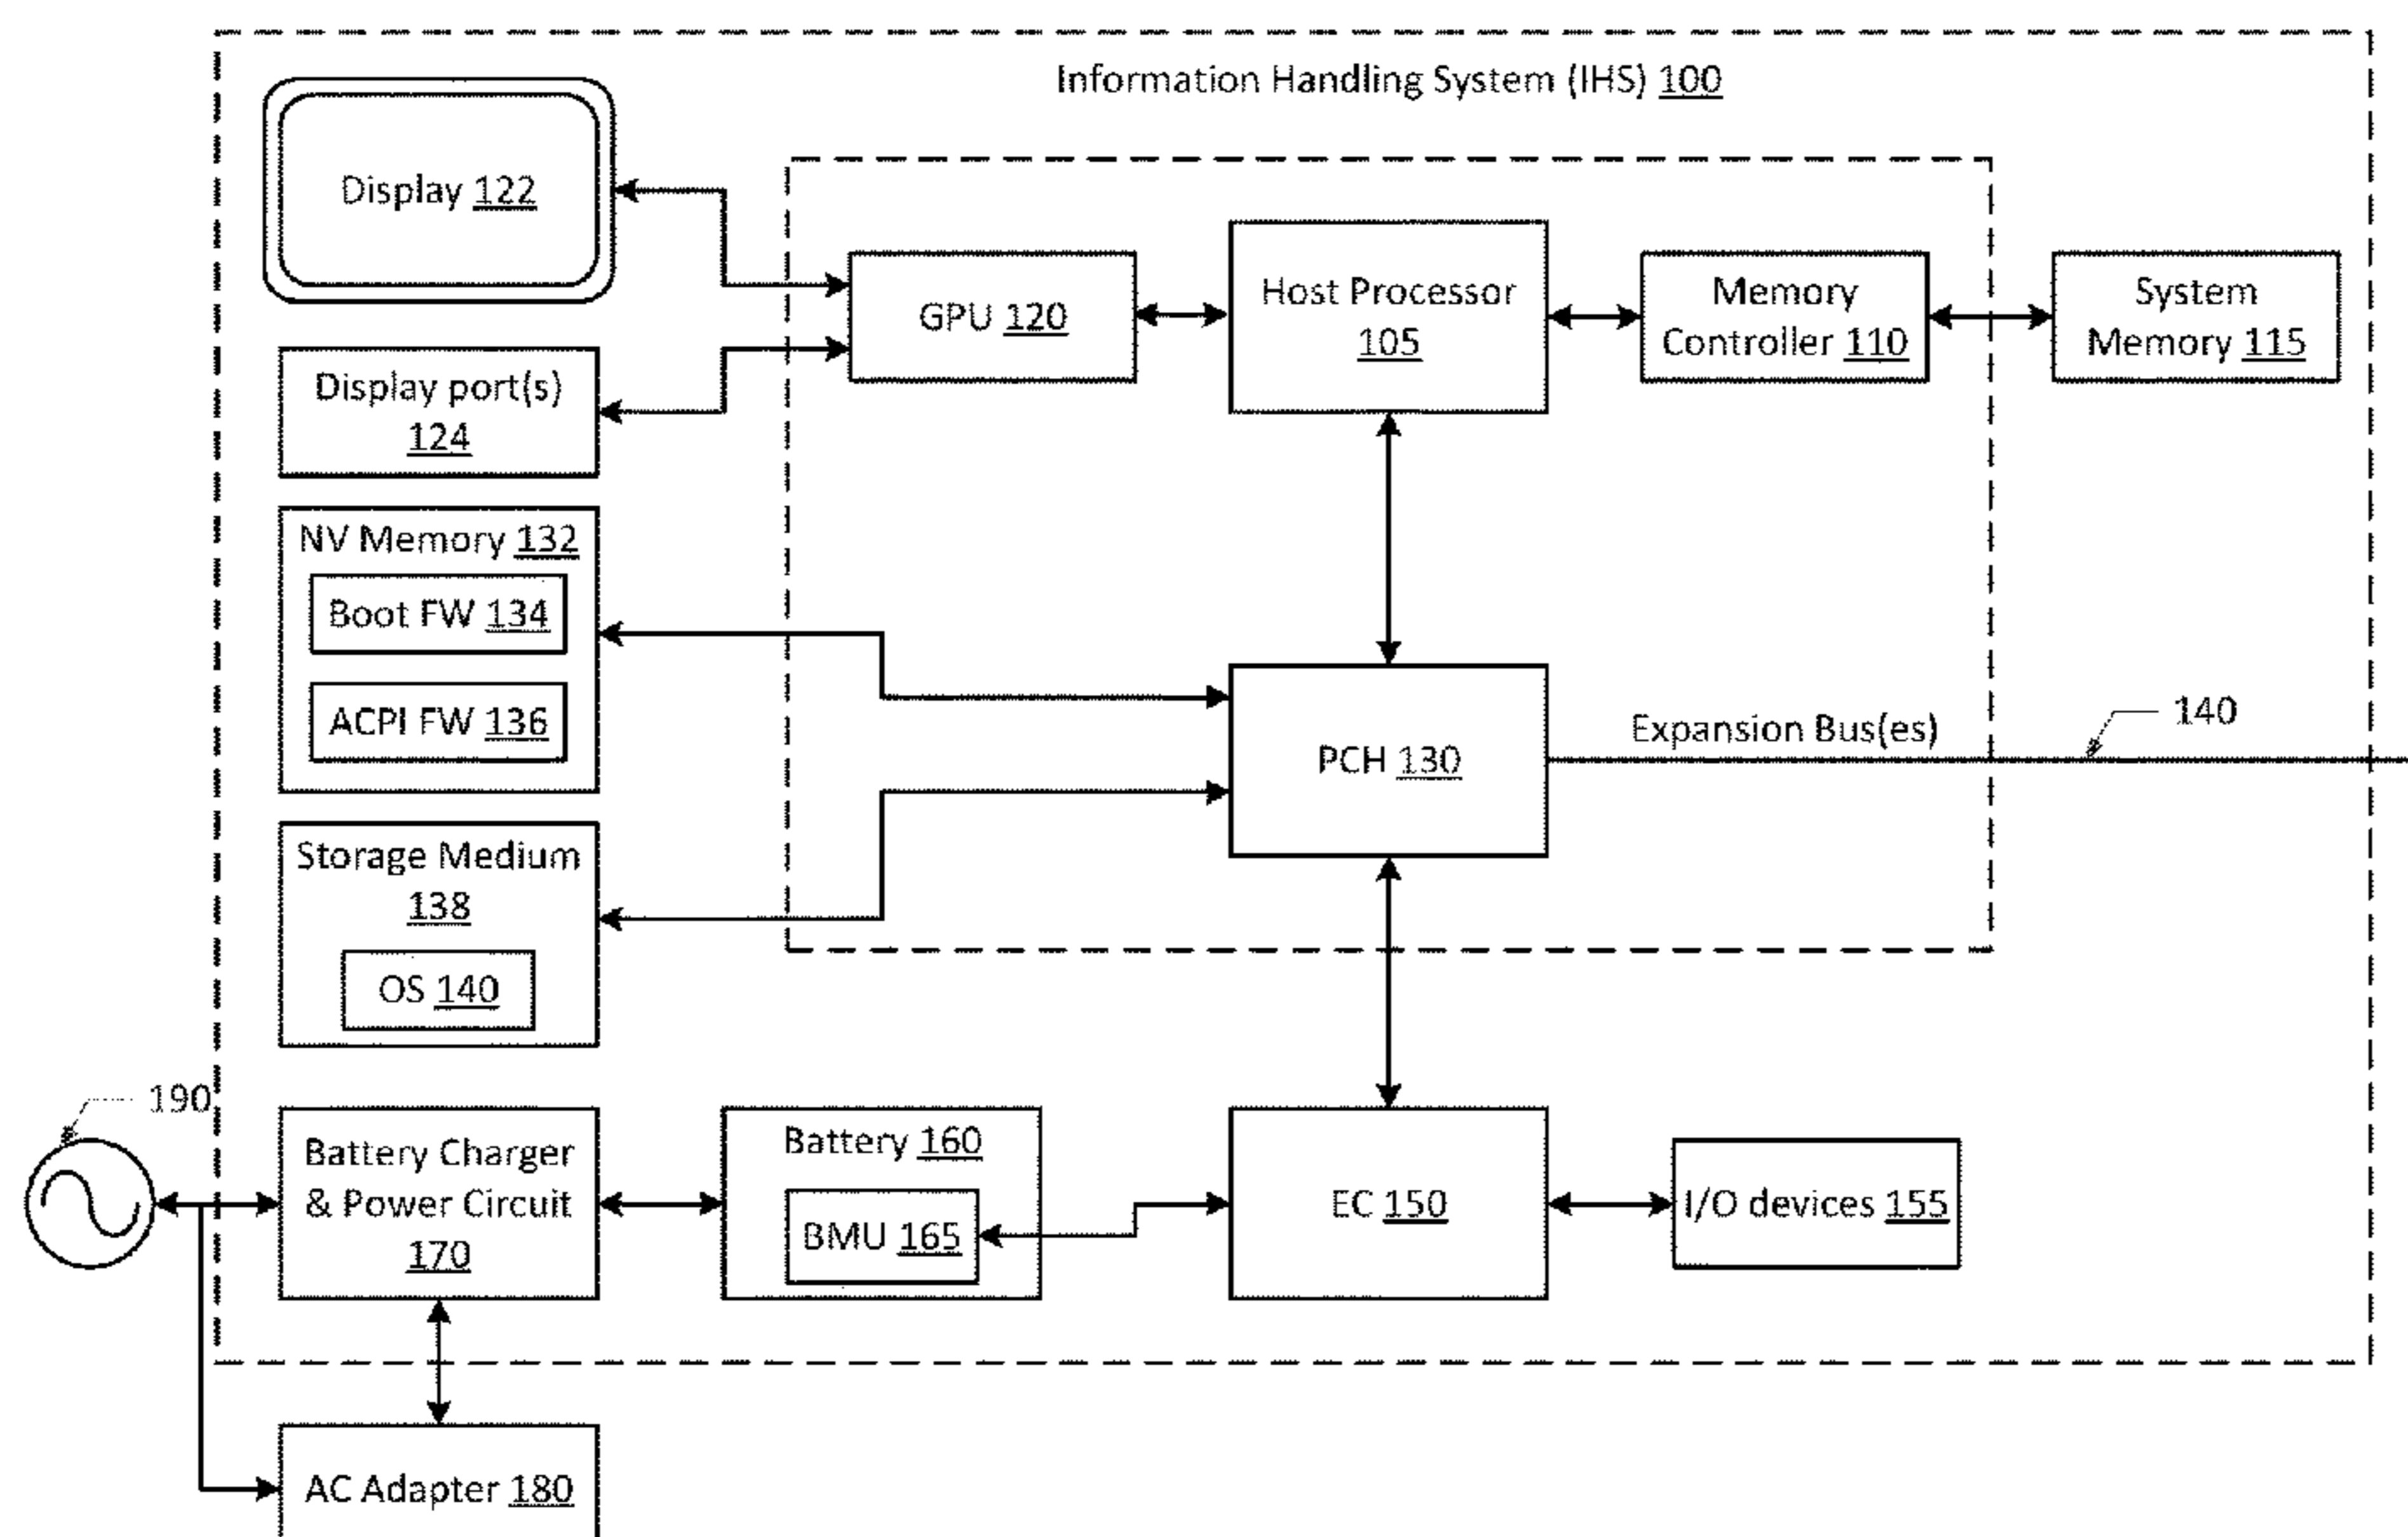 Information Handling System (IHS) 100
Display 122
GPU 120
Host Processor
105
Memory
Controller 110
System
Memory 115
Display port(s)
124
NV Memory 132
Boot FW 134
ACPI FW 136
PCH 130
Expansion Bus(es)
140
Storage Medium
138
OS 140
190
Battery Charger
& Power Circuit
170
Battery 160
BMU 165
EC 150
I/O devices 155
AC Adapter 180